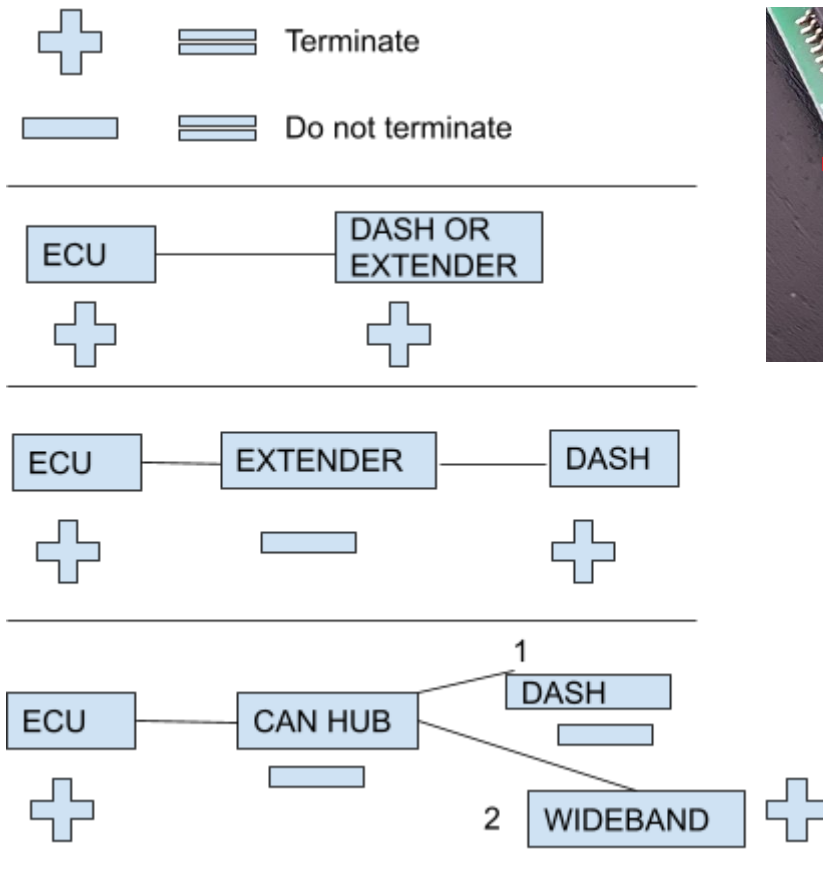 Terminate
Do not terminate
ECU
DASH OR
EXTENDER
ECU
EXTENDER
DASH
1
ECU
CAN HUB
DASH
2
WIDEBAND